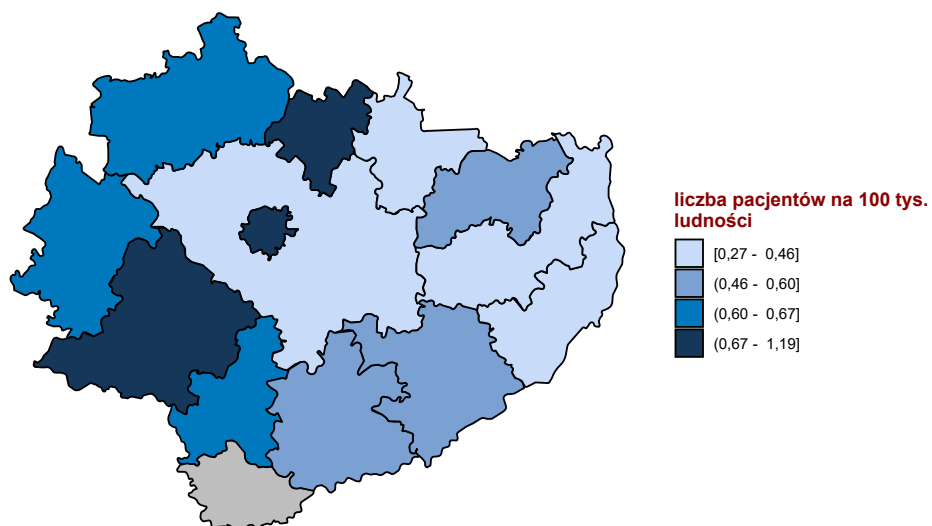 liczba pacjentów na 100 tys.
ludności
[0,27 - 0,46]
(0,46 - 0,60]
(0,60 - 0,67]
(0,67 - 1,19]